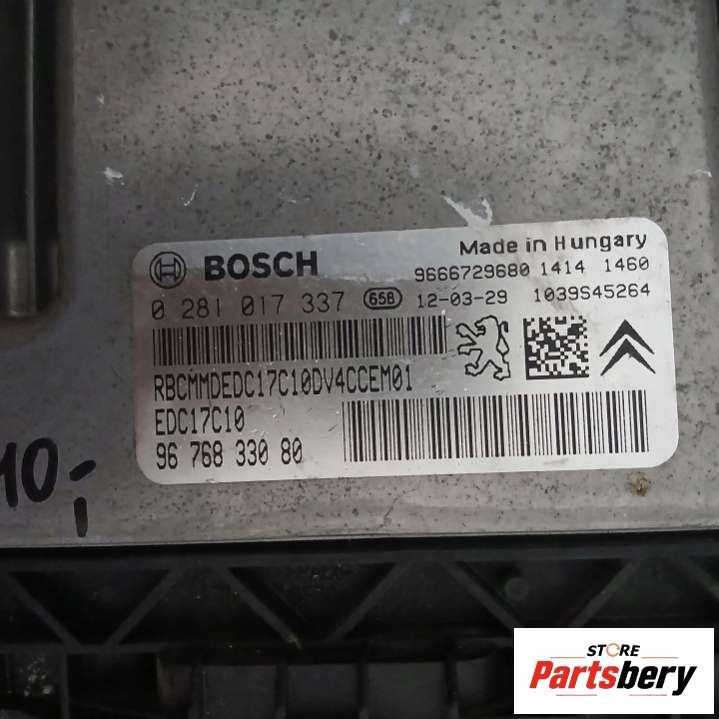 BOSCH
Made in Hungary
9666729680 1414 1460
0 281 017 337 658 12-03-29 1039S45264
RBCMMDEDC17C10DV4CCEM01
EDC17C10
96 768 330 80
10,-
STORE
Partsbery